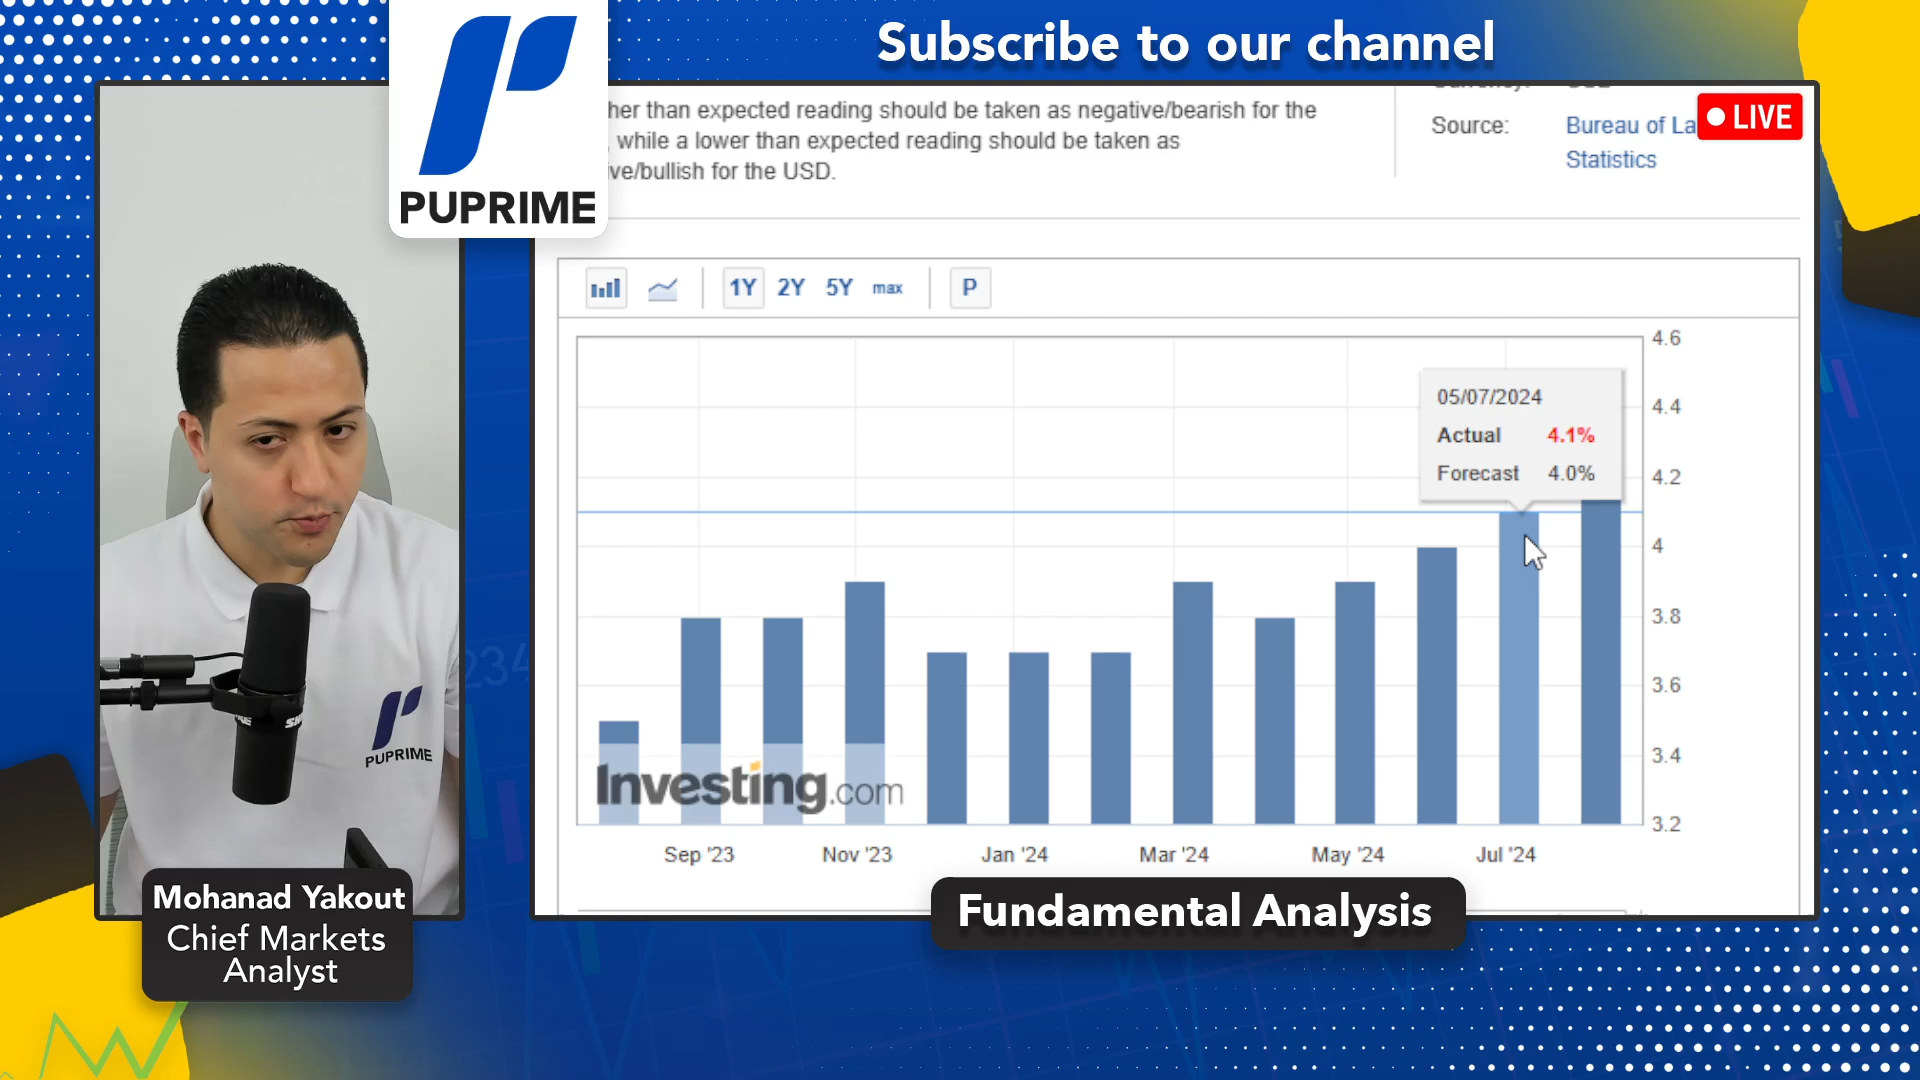 Subscribe to our channel
PUPRIME
than expected reading should be taken as negative/bearish for the
, while a lower than expected reading should be taken as
/bullish for the USD.
Source:
Bureau of
Statistics
LIVE
1Y 2Y 5Y max P
4.6
4.4
4.2
4
3.8
3.6
3.4
3.2
05/07/2024
Actual 4.1%
Forecast 4.0%
Investing.com
Sep '23 Nov '23 Jan '24 Mar '24 May '24 Jul '24
PUPRIME
Mohanad Yakout
Chief Markets
Analyst
Fundamental Analysis